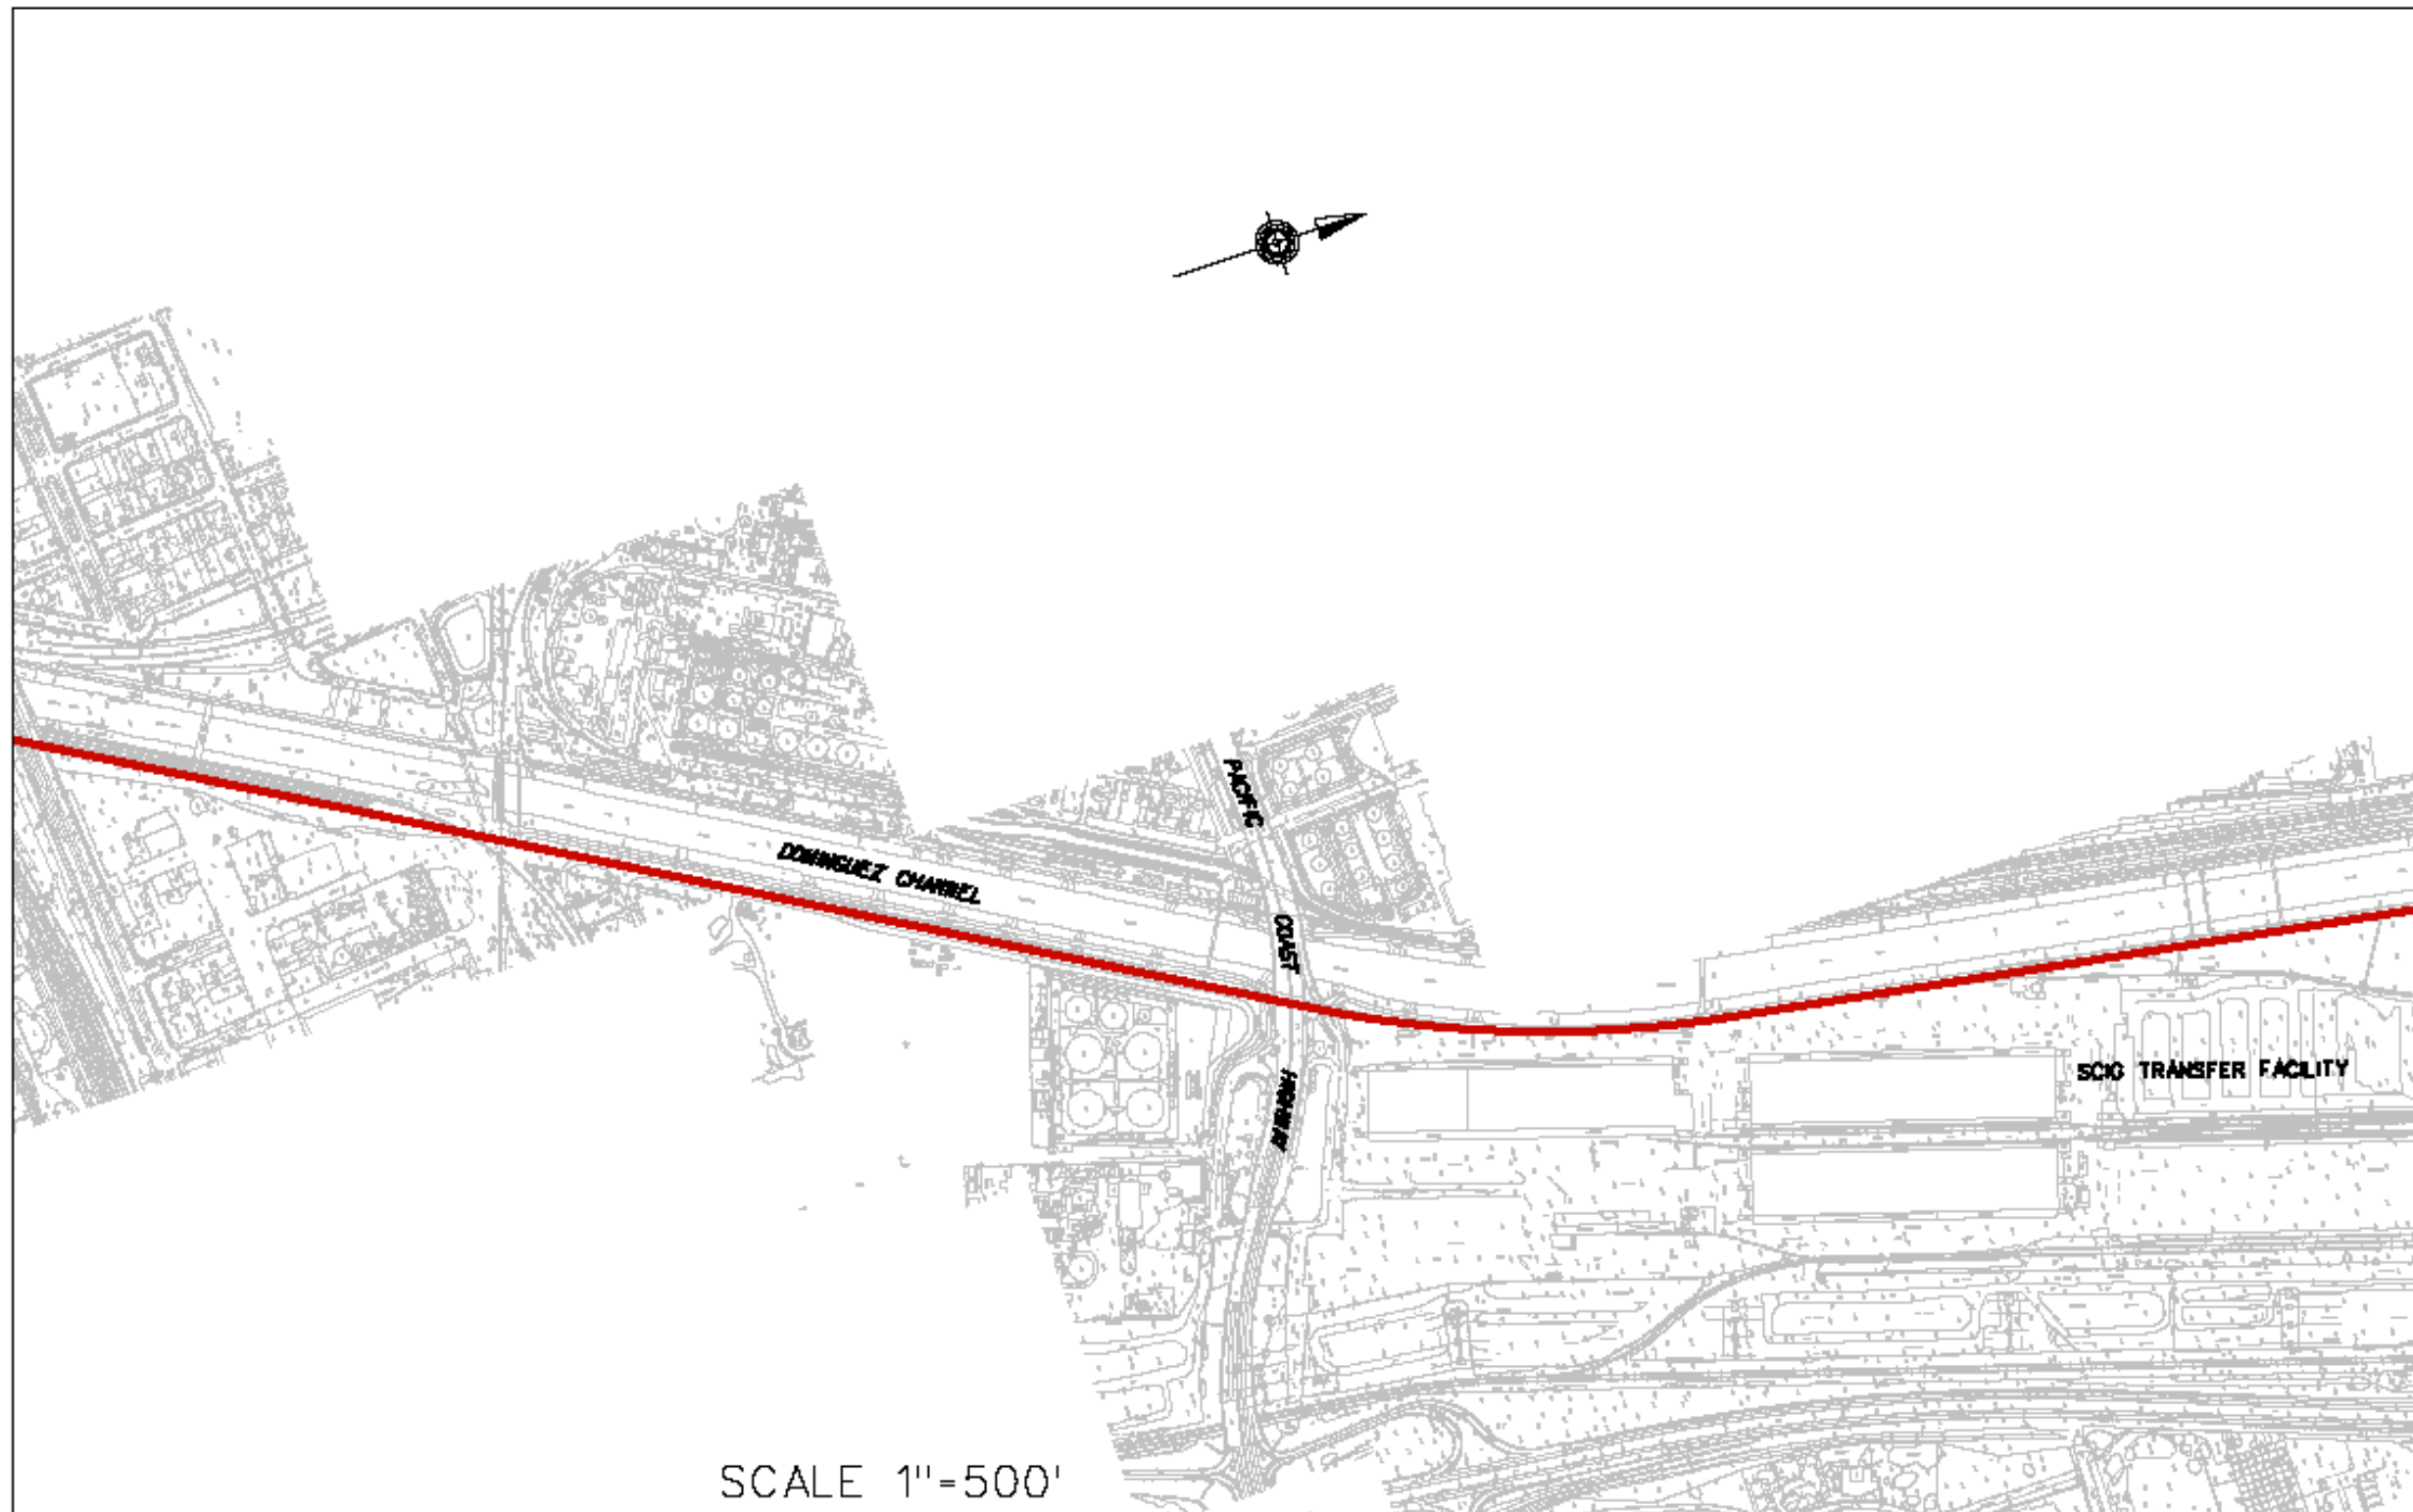 PACIFIC
DOMINGUEZ CHANNEL
COAST
HIGHWAY
SCIG TRANSFER FACILITY
SCALE 1"=500'